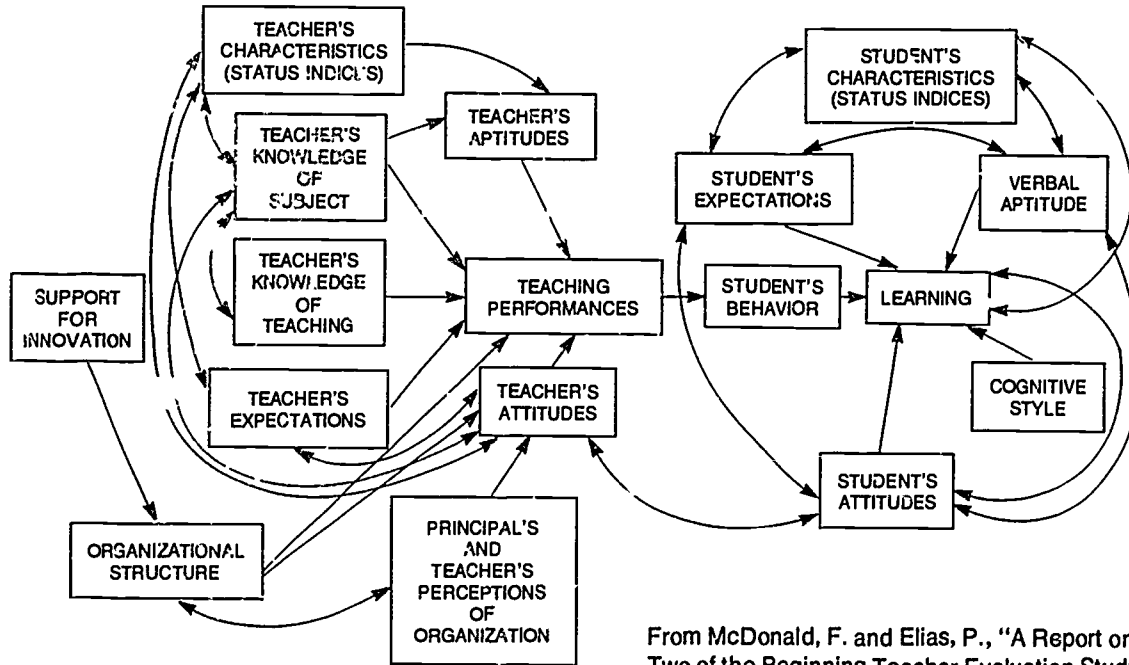 TEACHER'S
CHARACTERISTICS
(STATUS INDICES)
TEACHER'S
APTITUDES
TEACHER'S
KNOWLEDGE
OF
SUBJECT
TEACHER'S
KNOWLEDGE
OF
TEACHING
SUPPORT
FOR
INNOVATION
TEACHING
PERFORMANCES
TEACHER'S
EXPECTATIONS
TEACHER'S
ATTITUDES
ORGANIZATIONAL
STRUCTURE
PRINCIPAL'S
AND
TEACHER'S
PERCEPTIONS
OF
ORGANIZATION
STUDENT'S
CHARACTERISTICS
(STATUS INDICES)
STUDENT'S
EXPECTATIONS
VERBAL
APTITUDE
STUDENT'S
BEHAVIOR
LEARNING
COGNITIVE
STYLE
STUDENT'S
ATTITUDES
From McDonald, F. and Elias, P., "A Report on
Two of the Beginning Teacher Evaluation Stud